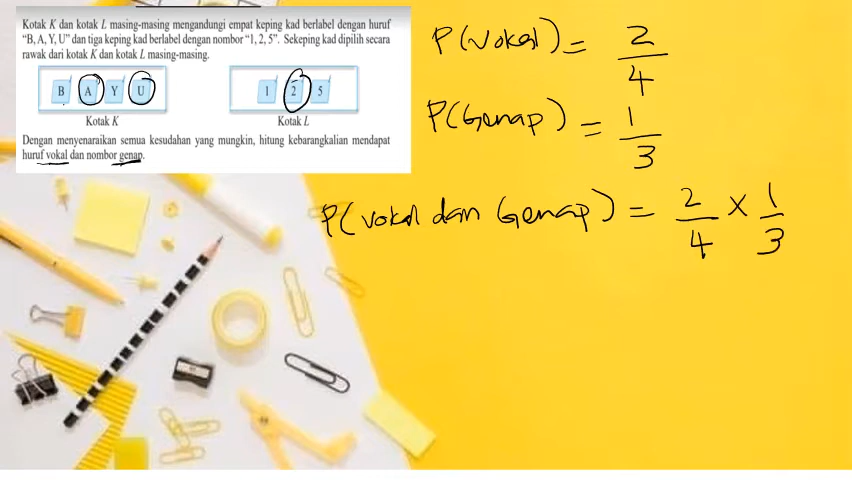 Kotak K dan kotak L masing-masing mengandungi empat keping kad berlabel dengan huruf
“B, A, Y, U” dan tiga keping kad berlabel dengan nombor “1, 2, 5”. Sekeping kad dipilih secara
rawak dari kotak K dan kotak L masing-masing.
B A Y U
1 2 5
Kotak K
Kotak L
Dengan menyenaraikan semua kesudahan yang mungkin, hitung kebarangkalian mendapat
huruf vokal dan nombor genap.
P(Vokal) = 2/4
P(Genap) = 1/3
P(Vokal dan Genap) = 2/4 × 1/3